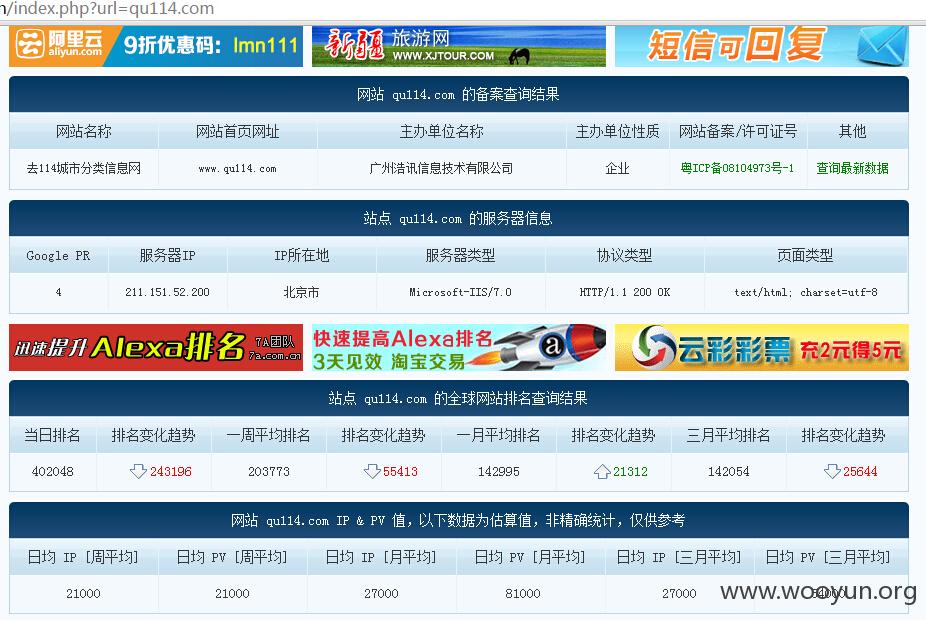 n/index.php?url=qu114.com
阿里云
aliyun.com
9折优惠码: lmn111
新疆 旅游网
WWW.XJTOUR.COM
短信可回复
网站 qu114.com 的备案查询结果
网站名称 网站首页网址 主办单位名称 主办单位性质 网站备案/许可证号 其他
去114城市分类信息网 www.qu114.com 广州浩讯信息技术有限公司 企业 粤ICP备08104973号-1 查询最新数据
站点 qu114.com 的服务器信息
Google PR 服务器IP IP所在地 服务器类型 协议类型 页面类型
4 211.151.52.200 北京市 Microsoft-IIS/7.0 HTTP/1.1 200 OK text/html; charset=utf-8
迅速提升Alexa排名 7A团队
7a.com.cn
快速提高Alexa排名
3天见效 淘宝交易
a
云彩彩票 充2元得5元
站点 qu114.com 的全球网站排名查询结果
当日排名 排名变化趋势 一周平均排名 排名变化趋势 一月平均排名 排名变化趋势 三月平均排名 排名变化趋势
402048 243196 203773 55413 142995 21312 142054 25644
网站 qu114.com IP & PV 值，以下数据为估算值，非精确统计，仅供参考
日均 IP [周平均] 日均 PV [周平均] 日均 IP [月平均] 日均 PV [月平均] 日均 IP [三月平均] 日均 PV [三月平均]
21000 21000 27000 81000 27000
www.wooyun.org